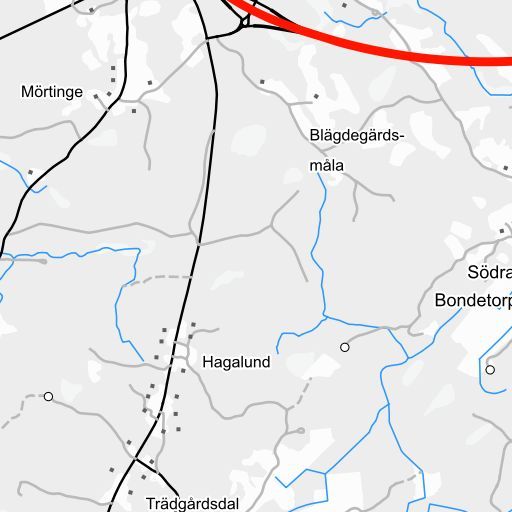 Mörtinge
Blägdegärds-
måla
Södra
Bondetorp
Hagalund
Trädgårdsdal